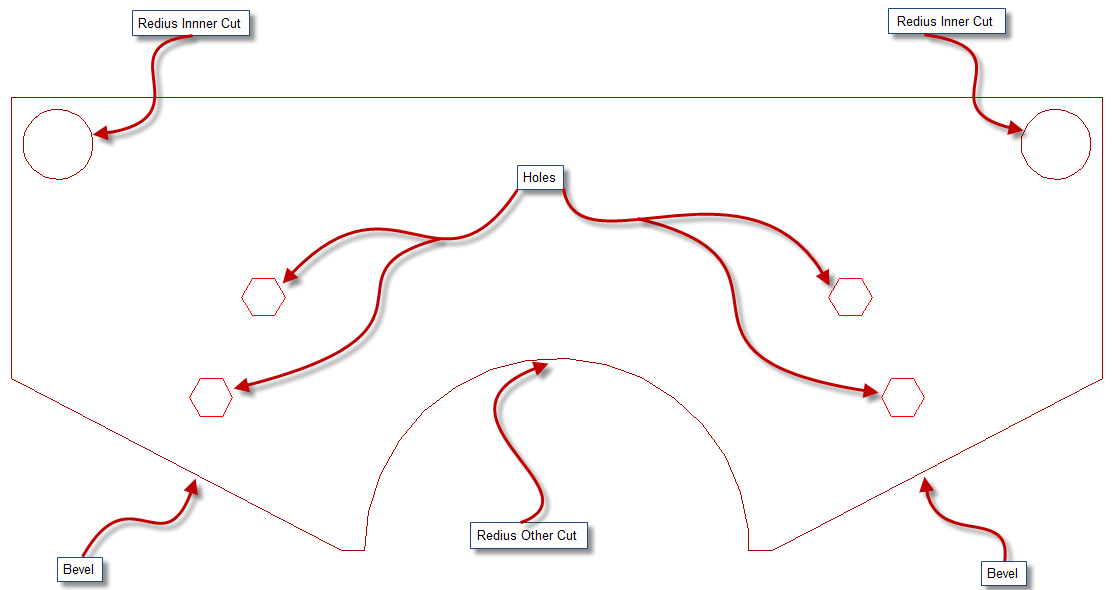 Redius Innner Cut
Redius Inner Cut
Holes
Redius Other Cut
Bevel
Bevel